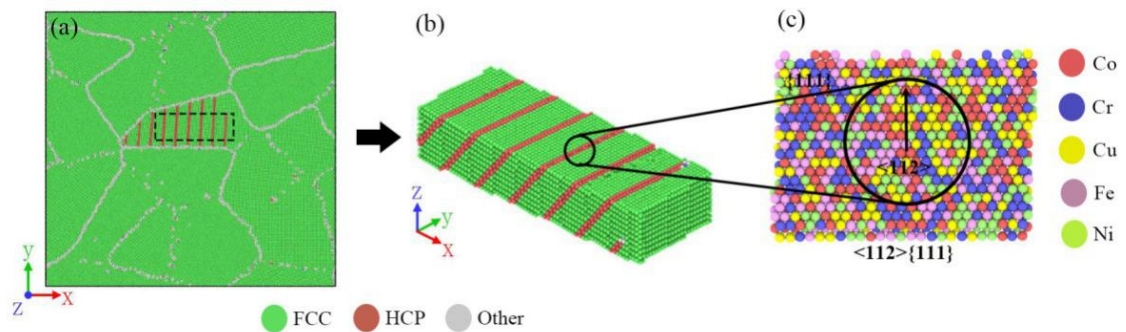 (a)
(b)
(c)
{111}
<112>
Co
Cr
Cu
Fe
Ni
y
Z
X
Z
y
X
<112>{111}
FCC
HCP
Other